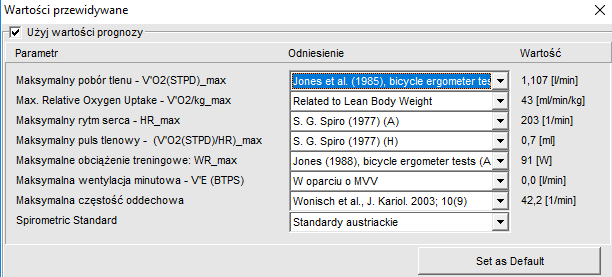 Wartości przewidywane
Użyj wartości prognozy
Parametr Odniesienie Wartość
Maksymalny pobór tlenu - V'O2(STPD)_max Jones et al. (1985), bicycle ergometer tests 1,107 [l/min]
Max. Relative Oxygen Uptake - V'O2/kg_max Related to Lean Body Weight 43 [ml/min/kg]
Maksymalny rytm serca - HR_max S. G. Spiro (1977) (A) 203 [1/min]
Maksymalny puls tlenowy - (V'O2(STPD)/HR)_max S. G. Spiro (1977) (H) 0,7 [ml]
Maksymalne obciążenie treningowe: WR_max Jones (1988), bicycle ergometer tests (A 91 [W]
Maksymalna wentylacja minutowa - V'E (BTPS) W oparciu o MVV 0,0 [l/min]
Maksymalna częstość oddechowa Wonisch et al., J. Kariol. 2003; 10(9) 42,2 [1/min]
Spirometric Standard Standardy austriackie
Set as Default